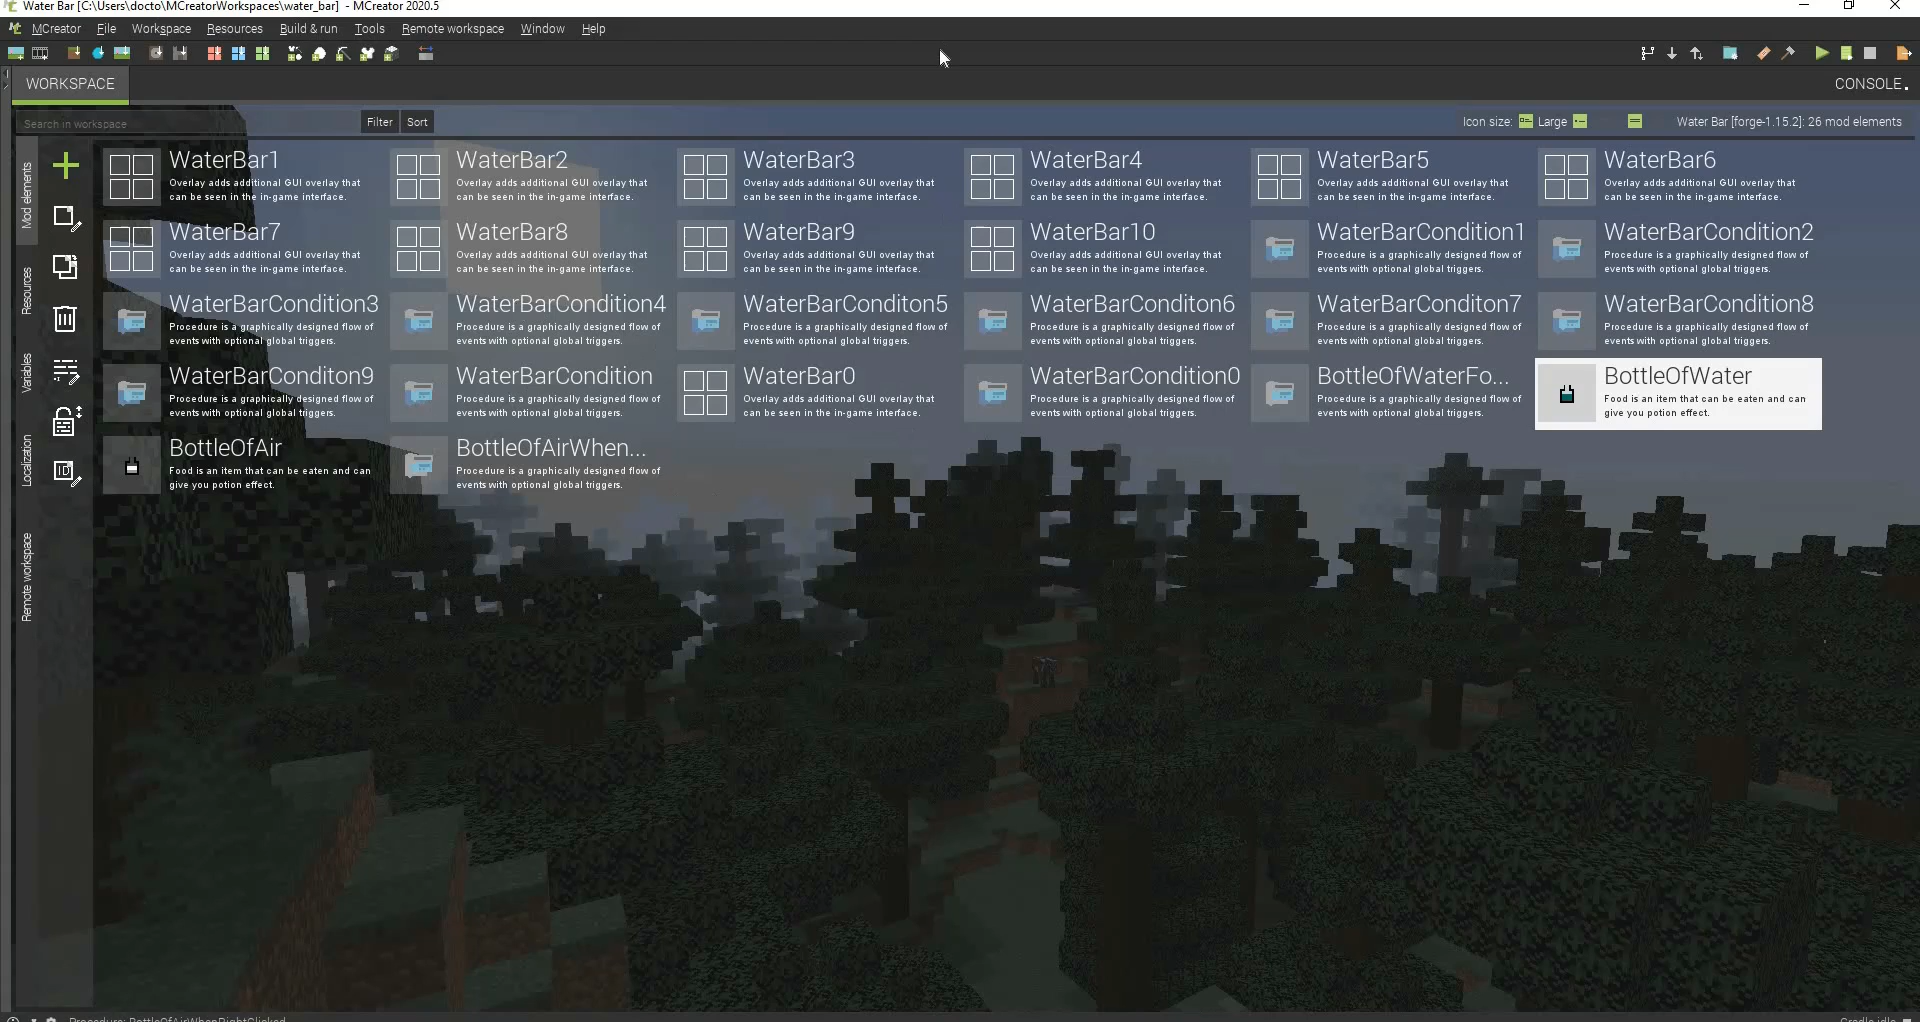 Water Bar [C:\Users\docto\MCreatorWorkspaces\water_bar] - MCreator 2020.5
MCreator File Workspace Resources Build & run Tools Remote workspace Window Help
WORKSPACE
CONSOLE
Search in workspace
Filter
Sort
Icon size:
Large
Water Bar [forge-1.15.2]: 26 mod elements
Mod elements
Resources
Variables
Localization
Remote workspace
WaterBar1
Overlay adds additional GUI overlay that
can be seen in the in-game interface.
WaterBar2
Overlay adds additional GUI overlay that
can be seen in the in-game interface.
WaterBar3
Overlay adds additional GUI overlay that
can be seen in the in-game interface.
WaterBar4
Overlay adds additional GUI overlay that
can be seen in the in-game interface.
WaterBar5
Overlay adds additional GUI overlay that
can be seen in the in-game interface.
WaterBar6
Overlay adds additional GUI overlay that
can be seen in the in-game interface.
WaterBar7
Overlay adds additional GUI overlay that
can be seen in the in-game interface.
WaterBar8
Overlay adds additional GUI overlay that
can be seen in the in-game interface.
WaterBar9
Overlay adds additional GUI overlay that
can be seen in the in-game interface.
WaterBar10
Overlay adds additional GUI overlay that
can be seen in the in-game interface.
WaterBarCondition1
Procedure is a graphically designed flow of
events with optional global triggers.
WaterBarCondition2
Procedure is a graphically designed flow of
events with optional global triggers.
WaterBarCondition3
Procedure is a graphically designed flow of
events with optional global triggers.
WaterBarCondition4
Procedure is a graphically designed flow of
events with optional global triggers.
WaterBarConditon5
Procedure is a graphically designed flow of
events with optional global triggers.
WaterBarConditon6
Procedure is a graphically designed flow of
events with optional global triggers.
WaterBarConditon7
Procedure is a graphically designed flow of
events with optional global triggers.
WaterBarCondition8
Procedure is a graphically designed flow of
events with optional global triggers.
WaterBarConditon9
Procedure is a graphically designed flow of
events with optional global triggers.
WaterBarCondition
Procedure is a graphically designed flow of
events with optional global triggers.
WaterBar0
Overlay adds additional GUI overlay that
can be seen in the in-game interface.
WaterBarCondition0
Procedure is a graphically designed flow of
events with optional global triggers.
BottleOfWaterFo...
Procedure is a graphically designed flow of
events with optional global triggers.
BottleOfWater
Food is an item that can be eaten and can
give you potion effect.
BottleOfAir
Food is an item that can be eaten and can
give you potion effect.
BottleOfAirWhen...
Procedure is a graphically designed flow of
events with optional global triggers.
ID
Procedure: BottleOfAirWhenRightClicked
Gradle idle